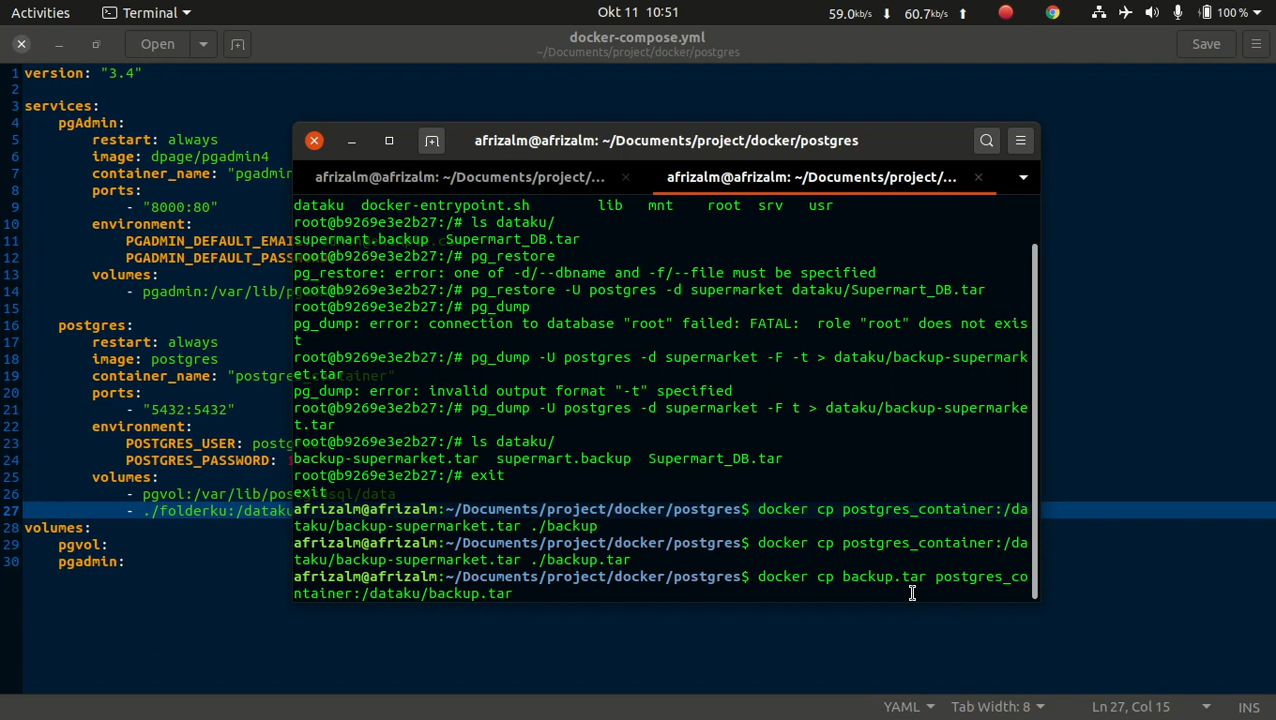 Activities Terminal Okt 11 10:51 59.0kb/s 60.7kb/s 100 %
Open docker-compose.yml Save
~/Documents/project/docker/postgres
1 version: "3.4"
2
3 services:
4 pgAdmin:
5 restart: always
6 image: dpage/pgadmin4
7 container_name: "pgadmin
8 ports:
9 - "8000:80"
10 environment:
11 PGADMIN_DEFAULT_EMAI
12 PGADMIN_DEFAULT_PASS
13 volumes:
14 - pgadmin:/var/lib/p
15
16 postgres:
17 restart: always
18 image: postgres
19 container_name: "postgre ainer"
20 ports:
21 - "5432:5432"
22 environment:
23 POSTGRES_USER: postg
24 POSTGRES_PASSWORD:
25 volumes:
26 - pgvol:/var/lib/pos sql/data
27 - ./folderku:/dataku
28 volumes:
29 pgvol:
30 pgadmin:
afrizalm@afrizalm: ~/Documents/project/docker/postgres
afrizalm@afrizalm: ~/Documents/project/... afrizalm@afrizalm: ~/Documents/project/...
dataku docker-entrypoint.sh lib mnt root srv usr
root@b9269e3e2b27:/# ls dataku/
supermart.backup Supermart_DB.tar
root@b9269e3e2b27:/# pg_restore
pg_restore: error: one of -d/--dbname and -f/--file must be specified
root@b9269e3e2b27:/# pg_restore -U postgres -d supermarket dataku/Supermart_DB.tar
root@b9269e3e2b27:/# pg_dump
pg_dump: error: connection to database "root" failed: FATAL: role "root" does not exis
t
root@b9269e3e2b27:/# pg_dump -U postgres -d supermarket -F -t > dataku/backup-supermark
et.tar
pg_dump: error: invalid output format "-t" specified
root@b9269e3e2b27:/# pg_dump -U postgres -d supermarket -F t > dataku/backup-supermarke
t.tar
root@b9269e3e2b27:/# ls dataku/
backup-supermarket.tar supermart.backup Supermart_DB.tar
root@b9269e3e2b27:/# exit
exit
afrizalm@afrizalm:~/Documents/project/docker/postgres$ docker cp postgres_container:/da
taku/backup-supermarket.tar ./backup
afrizalm@afrizalm:~/Documents/project/docker/postgres$ docker cp postgres_container:/da
taku/backup-supermarket.tar ./backup.tar
afrizalm@afrizalm:~/Documents/project/docker/postgres$ docker cp backup.tar postgres_co
ntainer:/dataku/backup.tar
YAML Tab Width: 8 Ln 27, Col 15 INS